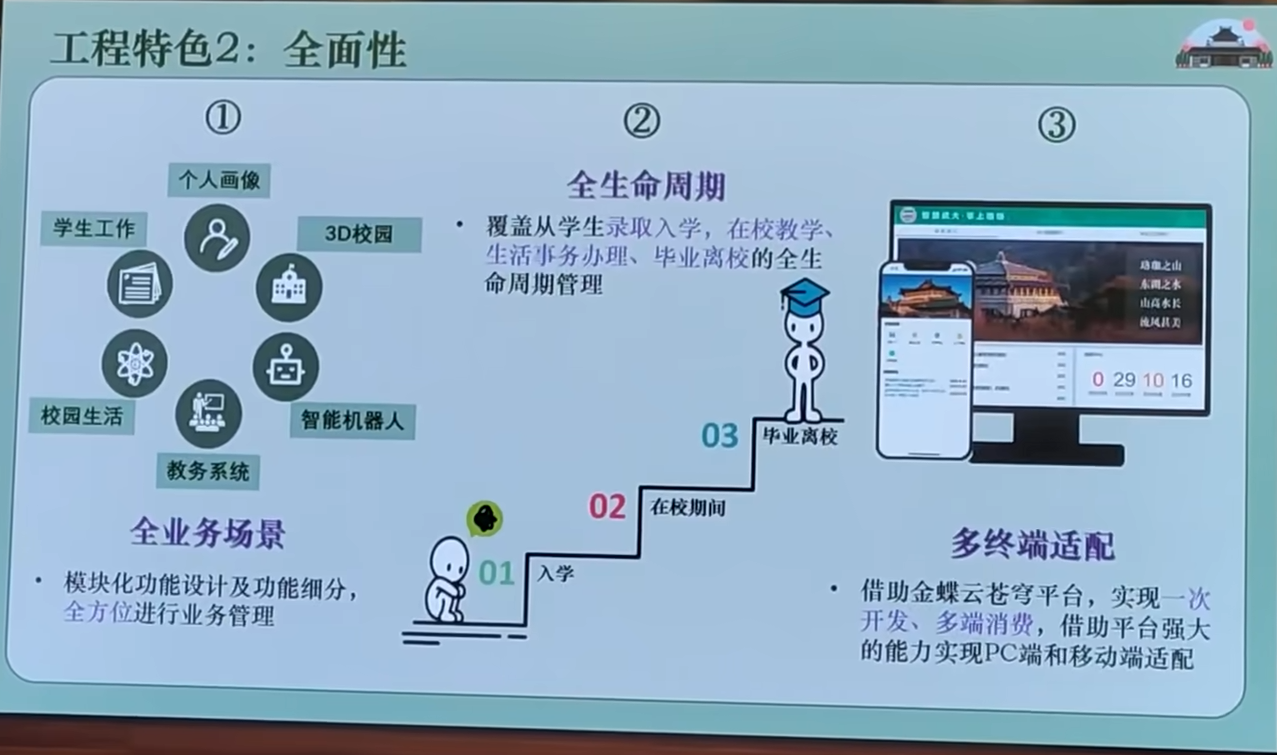 工程特色2：全面性
①
个人画像
学生工作
3D校园
校园生活
智能机器人
教务系统
全业务场景
• 模块化功能设计及功能细分，
全方位进行业务管理
②
全生命周期
• 覆盖从学生录取入学，在校教学、
生活事务办理、毕业离校的全生
命周期管理
01
入学
02
在校期间
03
毕业离校
③
智慧武大·掌上珞珈
珞珈之山
东湖之水
山高水长
流风甚美
0 29 10 16
多终端适配
• 借助金蝶云苍穹平台，实现一次
开发、多端消费，借助平台强大
的能力实现PC端和移动端适配